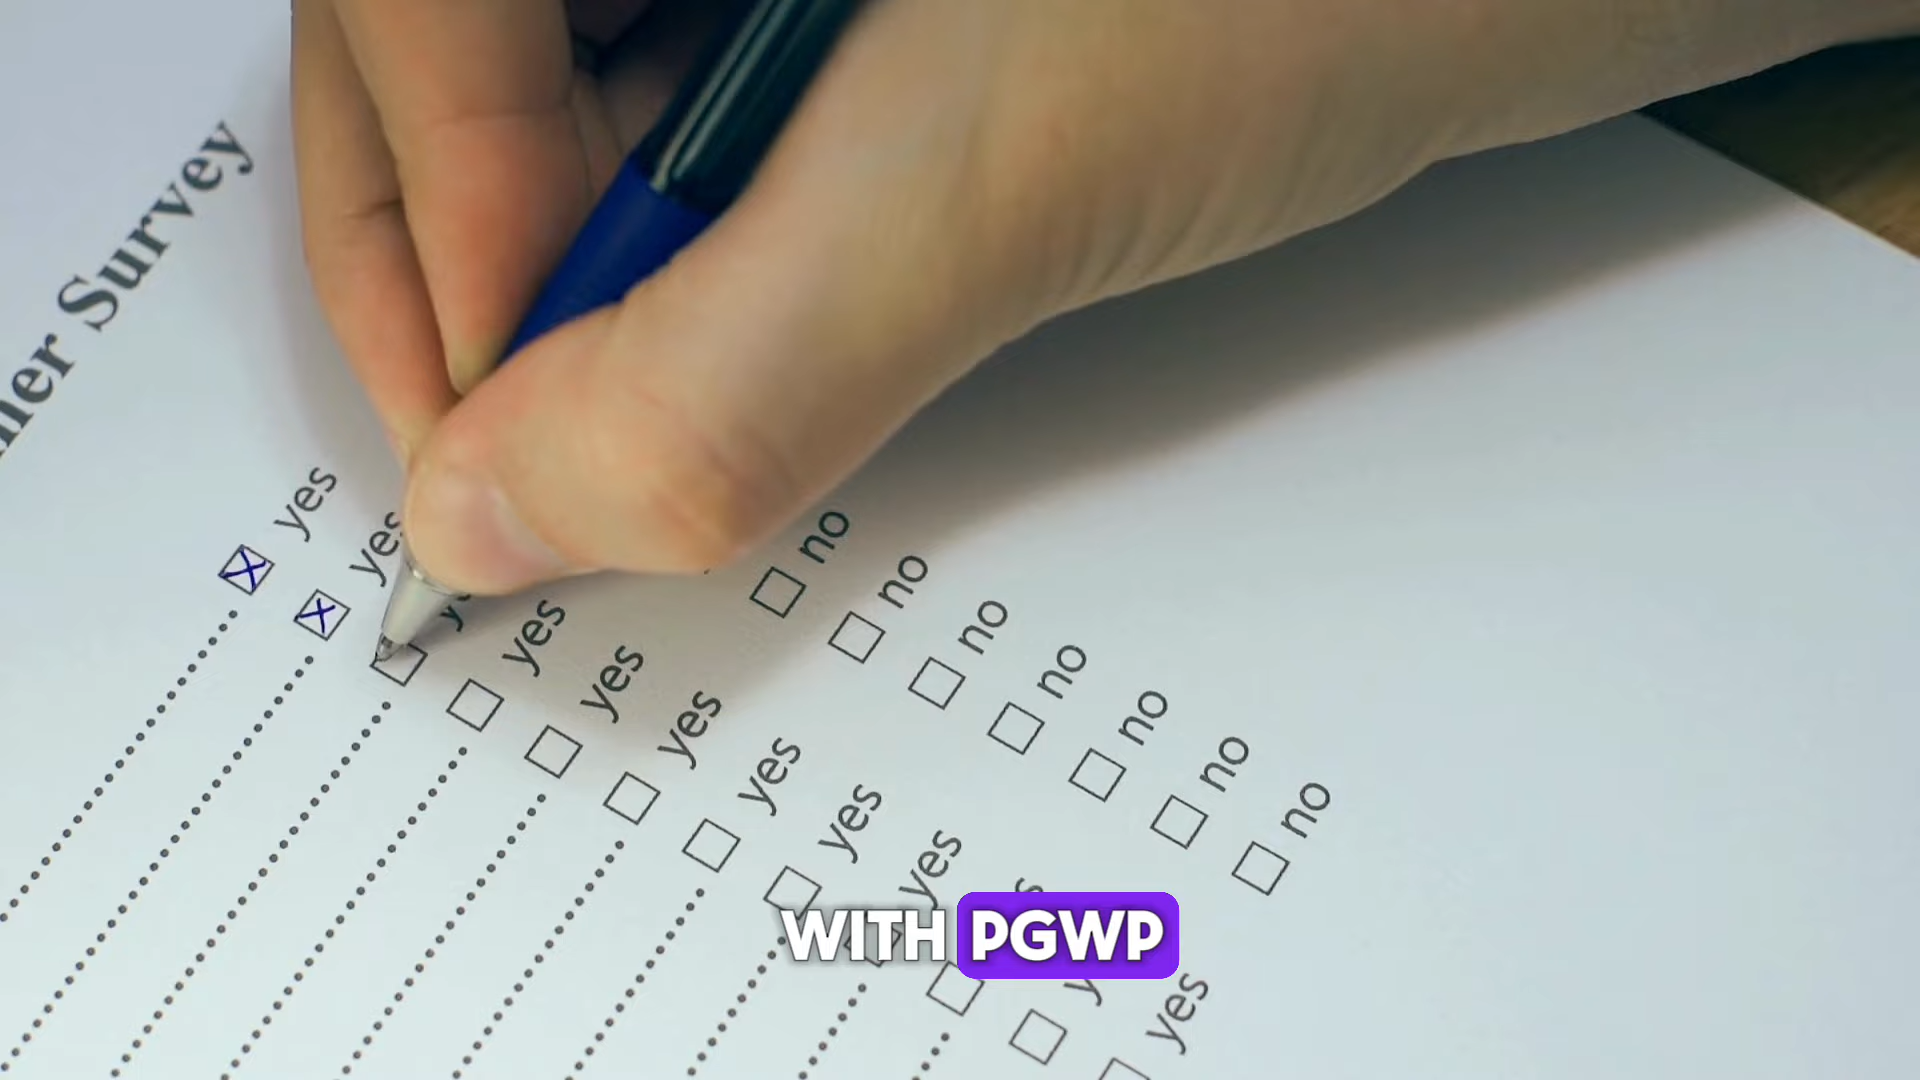 Survey
yes
yes
yes
yes
yes no
yes no
yes no
yes no
no
no
yes no
WITH PGWP